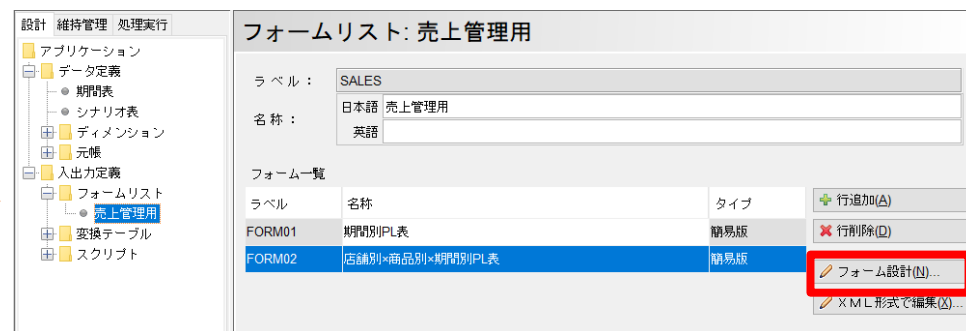 設計 維持管理 処理実行
アプリケーション
データ定義
期間表
シナリオ表
ディメンション
元帳
入出力定義
フォームリスト
売上管理用
変換テーブル
スクリプト
フォームリスト: 売上管理用
ラベル： SALES
名称： 日本語 売上管理用
英語
フォーム一覧
ラベル 名称 タイプ
FORM01 期間別PL表 簡易版
FORM02 店舗別×商品別×期間別PL表 簡易版
行追加(A)
行削除(D)
フォーム設計(N)...
ＸＭＬ形式で編集(X)...